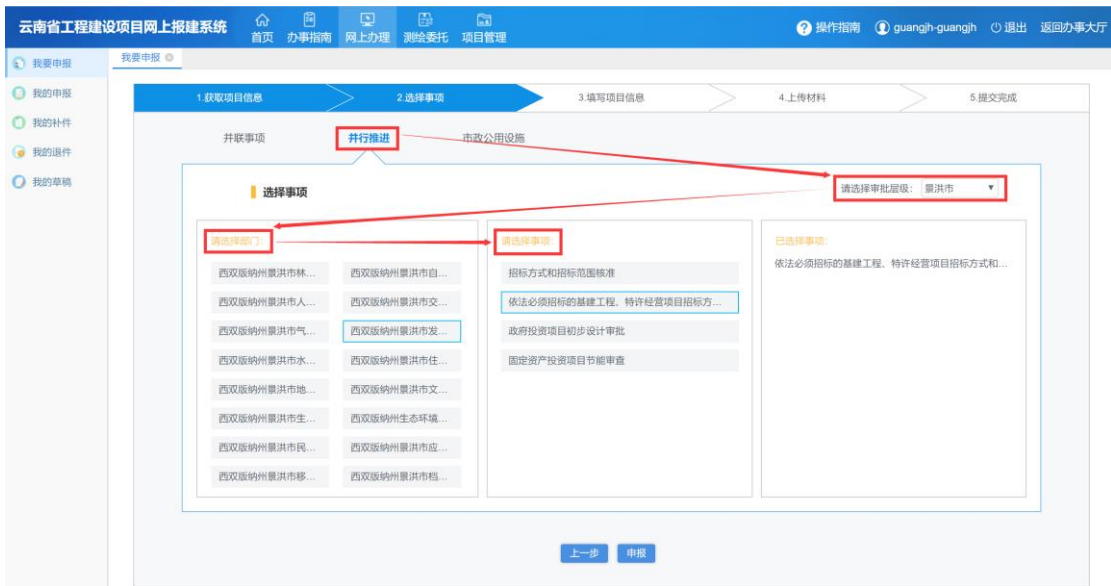 云南省工程建设项目网上报建系统 首页 办事指南 网上办理 测绘委托 项目管理 操作指南 guangjh-guangjh 退出 返回办事大厅
我要申报 我要申报
我的申报
我的补件
我的退件
我的草稿
1.获取项目信息 2.选择事项 3.填写项目信息 4.上传材料 5.提交完成
并联事项 并行推进 市政公用设施
选择事项 请选择审批层级: 景洪市
请选择部门: 请选择事项: 已选择事项:
西双版纳州景洪市林... 西双版纳州景洪市自... 招标方式和招标范围核准 依法必须招标的基建工程、特许经营项目招标方式和...
西双版纳州景洪市人... 西双版纳州景洪市交... 依法必须招标的基建工程、特许经营项目招标方...
西双版纳州景洪市气... 西双版纳州景洪市发... 政府投资项目初步设计审批
西双版纳州景洪市水... 西双版纳州景洪市住... 固定资产投资项目节能审查
西双版纳州景洪市地... 西双版纳州景洪市文...
西双版纳州景洪市生... 西双版纳州生态环境...
西双版纳州景洪市民... 西双版纳州景洪市应...
西双版纳州景洪市移... 西双版纳州景洪市档...
上一步 申报